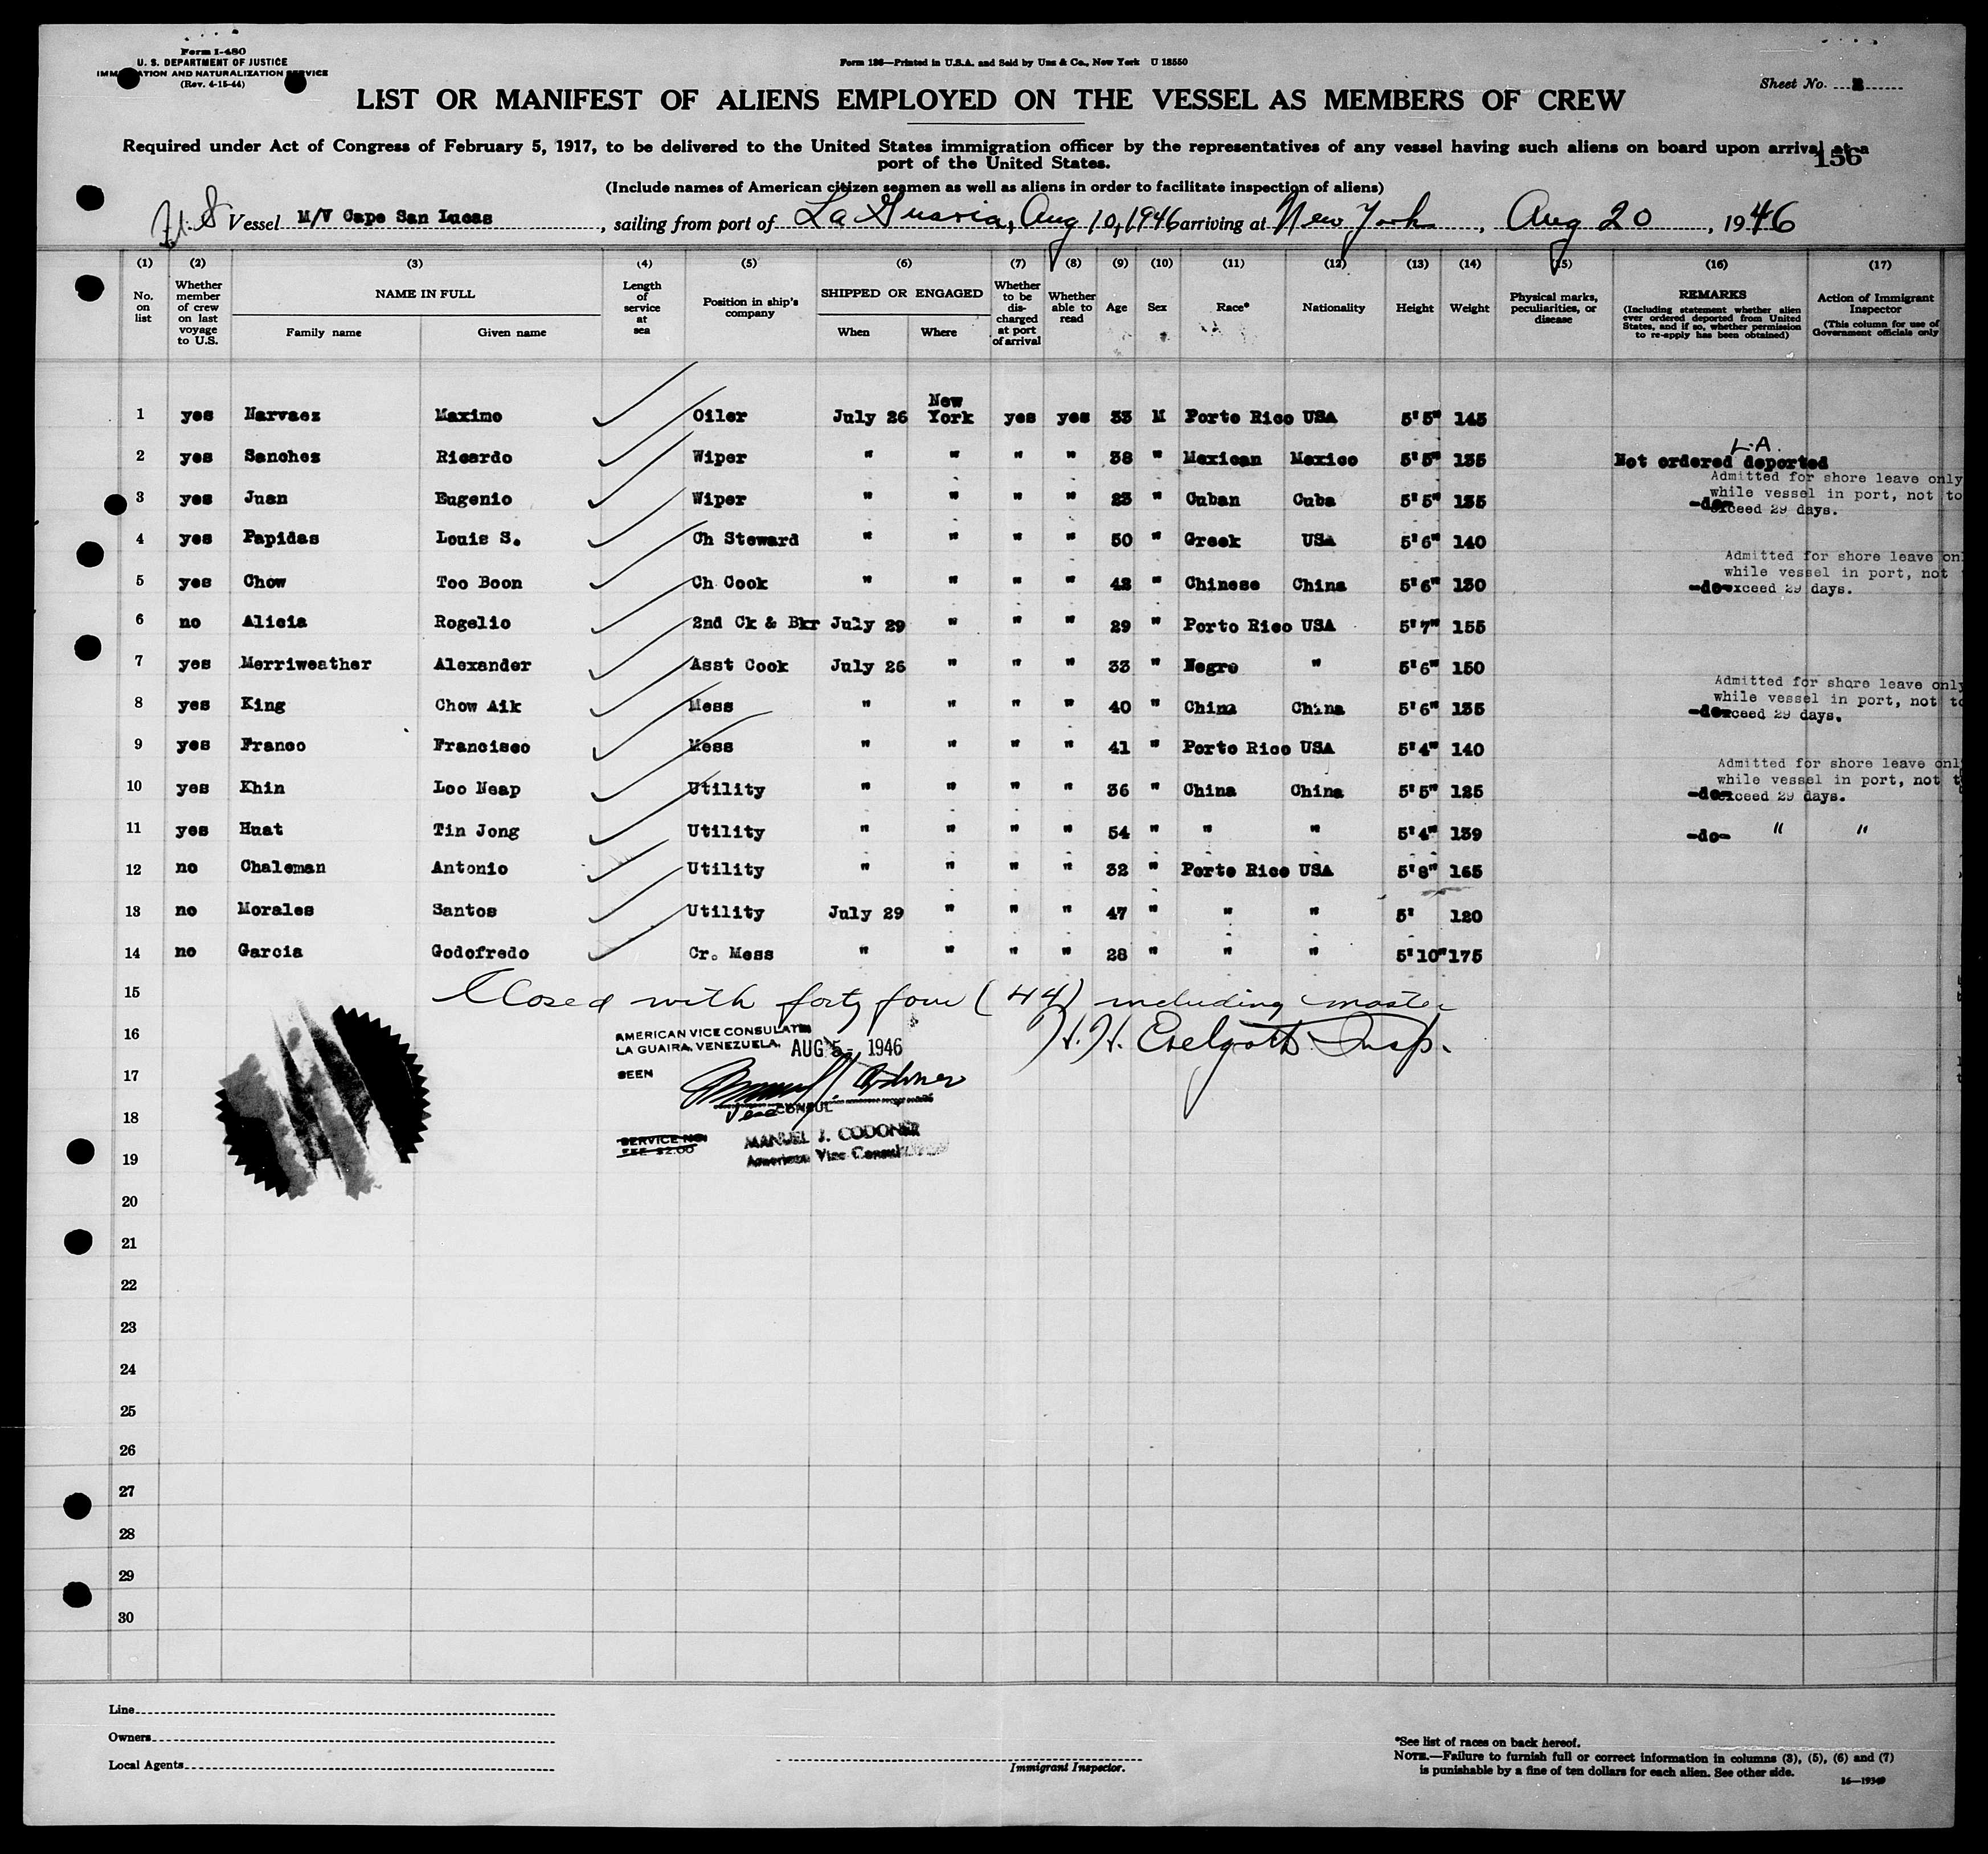 Form I-480
U. S. DEPARTMENT OF JUSTICE
IMMIGRATION AND NATURALIZATION SERVICE
(Rev. 4-15-44)
Form 186—Printed in U.S.A. and Sold by Unz & Co., New York U 18550
Sheet No.
LIST OR MANIFEST OF ALIENS EMPLOYED ON THE VESSEL AS MEMBERS OF CREW
Required under Act of Congress of February 5, 1917, to be delivered to the United States immigration officer by the representatives of any vessel having such aliens on board upon arrival at a
port of the United States.
156
(Include names of American citizen seamen as well as aliens in order to facilitate inspection of aliens)
U.S Vessel M/V Cape San Lucas, sailing from port of La Guaria, Aug 10, 1946 arriving at New York, Aug 20, 1946
(1) (2) (3) (4) (5) (6) (7) (8) (9) (10) (11) (12) (13) (14) (15) (16) (17)
No. on list
Whether member of crew on last voyage to U.S.
NAME IN FULL
Family name Given name
Length of service at sea
Position in ship's company
SHIPPED OR ENGAGED
When Where
Whether to be discharged at port of arrival
Whether able to read
Age
Sex
Race*
Nationality
Height
Weight
Physical marks, peculiarities, or disease
REMARKS
(Including statement whether alien ever ordered deported from United States, and if so, whether permission to re-apply has been obtained)
Action of Immigrant Inspector
(This column for use of Government officials only
1 yes Narvaez Maximo Oiler July 26 New York yes yes 33 M Porto Rico USA 5'5" 145
2 yes Sanchez Ricardo Wiper " " " " 38 " Mexican Mexico 5'5" 135 Not ordered deported L.A.
Admitted for shore leave only
while vessel in port, not to
exceed 29 days.
3 yes Juan Eugenio Wiper " " " " 23 " Cuban Cuba 5'5" 135 -do-
4 yes Papidas Louis S. Ch Steward " " " " 50 " Greek USA 5'6" 140
Admitted for shore leave on
while vessel in port, not
exceed 29 days.
5 yes Chow Too Boon Ch Cook " " " " 42 " Chinese China 5'6" 130 -do-
6 no Alicia Rogelio 2nd Ck & Bkr July 29 " " " 29 " Porto Rico USA 5'7" 155
7 yes Merriweather Alexander Asst Cook July 26 " " " 33 " Negro " 5'6" 150
Admitted for shore leave only
while vessel in port, not to
exceed 29 days.
8 yes King Chow Aik Mess " " " " 40 " China China 5'6" 135 -do-
9 yes Franco Francisco Mess " " " " 41 " Porto Rico USA 5'4" 140
Admitted for shore leave onl
while vessel in port, not t
exceed 29 days.
10 yes Khin Loo Neap Utility " " " " 36 " China China 5'5" 125 -do-
11 yes Huat Tin Jong Utility " " " " 54 " " " 5'4" 139 -do- " "
12 no Chaleman Antonio Utility " " " " 32 " Porto Rico USA 5'8" 165
13 no Morales Santos Utility July 29 " " " 47 " " " 5' 120
14 no Garcia Godofredo Cr. Mess " " " " 28 " " " 5'10" 175
15 Closed with forty four (44) including master
16
AMERICAN VICE CONSULATE
LA GUAIRA, VENEZUELA. AUG 5- 1946
H.H. Insp.
17 SEEN
18 Vice CONSUL
SERVICE NO.
FEE $2.00
MANUEL J. CODONER
American Vice Consul
19
20
21
22
23
24
25
26
27
28
29
30
Line
Owners
Local Agents
Immigrant Inspector.
*See list of races on back hereof.
NOTE.—Failure to furnish full or correct information in columns (3), (5), (6) and (7)
is punishable by a fine of ten dollars for each alien. See other side.
16—19340